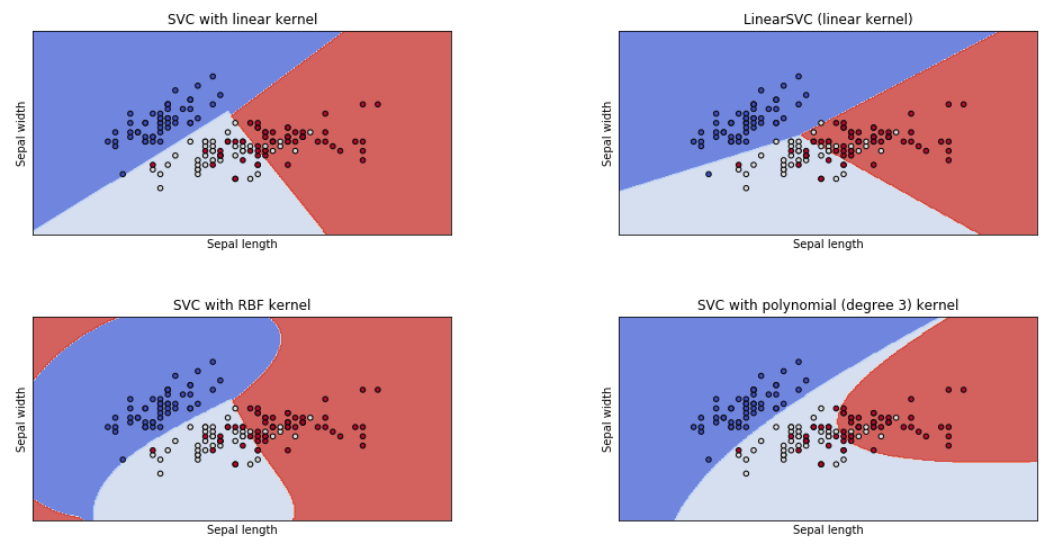 SVC with linear kernel
Sepal width
Sepal length
LinearSVC (linear kernel)
Sepal width
Sepal length
SVC with RBF kernel
Sepal width
Sepal length
SVC with polynomial (degree 3) kernel
Sepal width
Sepal length